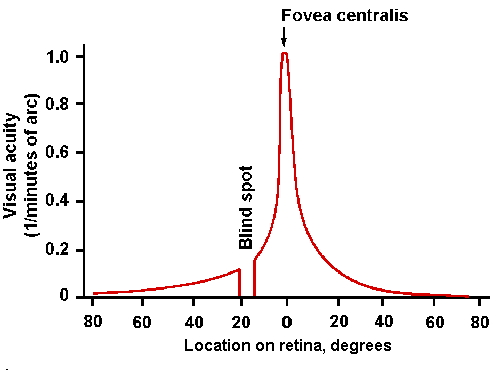 Fovea centralis
Visual acuity
(1/minutes of arc)
1.0
0.8
0.6
0.4
0.2
0
Blind spot
80 60 40 20 0 20 40 60 80
Location on retina, degrees